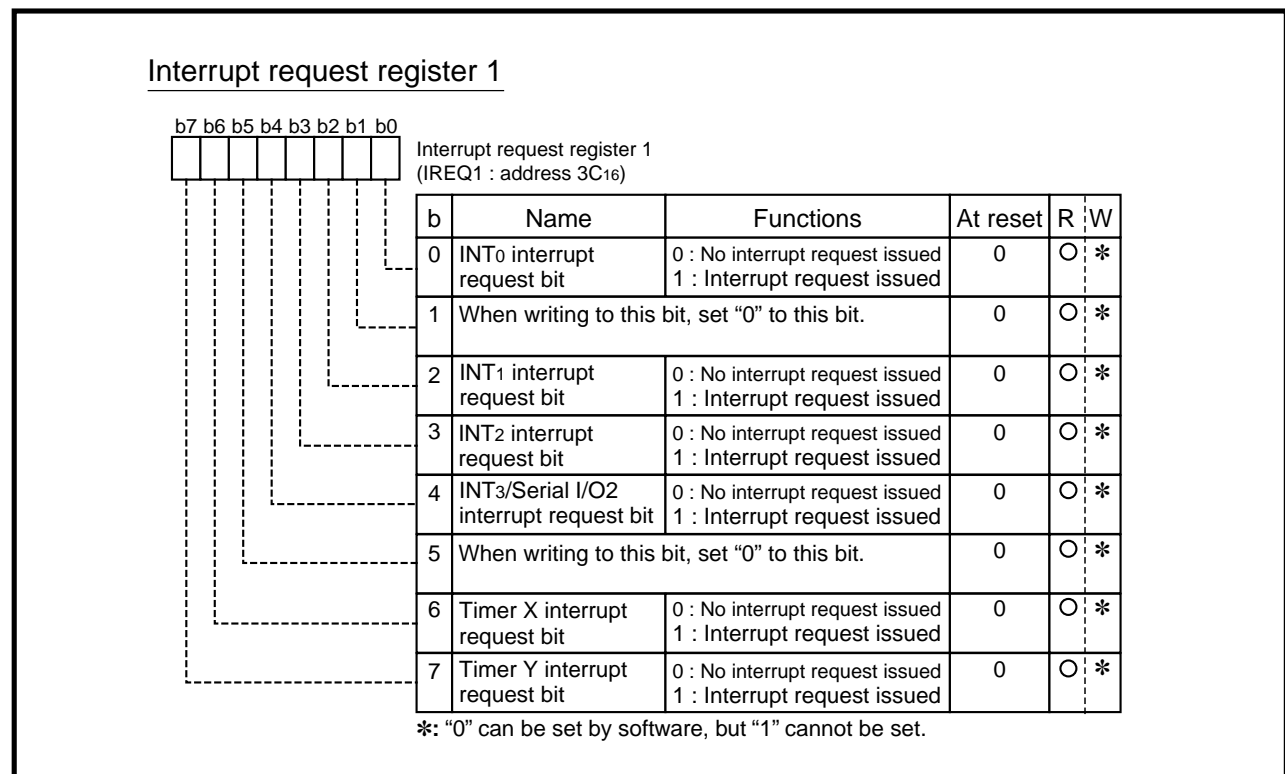 Interrupt request register 1
b7 b6 b5 b4 b3 b2 b1 b0
Interrupt request register 1
(IREQ1 : address 3C16)
b Name Functions At reset R W
0 INT0 interrupt request bit 0 : No interrupt request issued 0 ✻
1 : Interrupt request issued
1 When writing to this bit, set “0” to this bit. 0 ✻
2 INT1 interrupt request bit 0 : No interrupt request issued 0 ✻
1 : Interrupt request issued
3 INT2 interrupt request bit 0 : No interrupt request issued 0 ✻
1 : Interrupt request issued
4 INT3/Serial I/O2 interrupt request bit 0 : No interrupt request issued 0 ✻
1 : Interrupt request issued
5 When writing to this bit, set “0” to this bit. 0 ✻
6 Timer X interrupt request bit 0 : No interrupt request issued 0 ✻
1 : Interrupt request issued
7 Timer Y interrupt request bit 0 : No interrupt request issued 0 ✻
1 : Interrupt request issued
✻: “0” can be set by software, but “1” cannot be set.